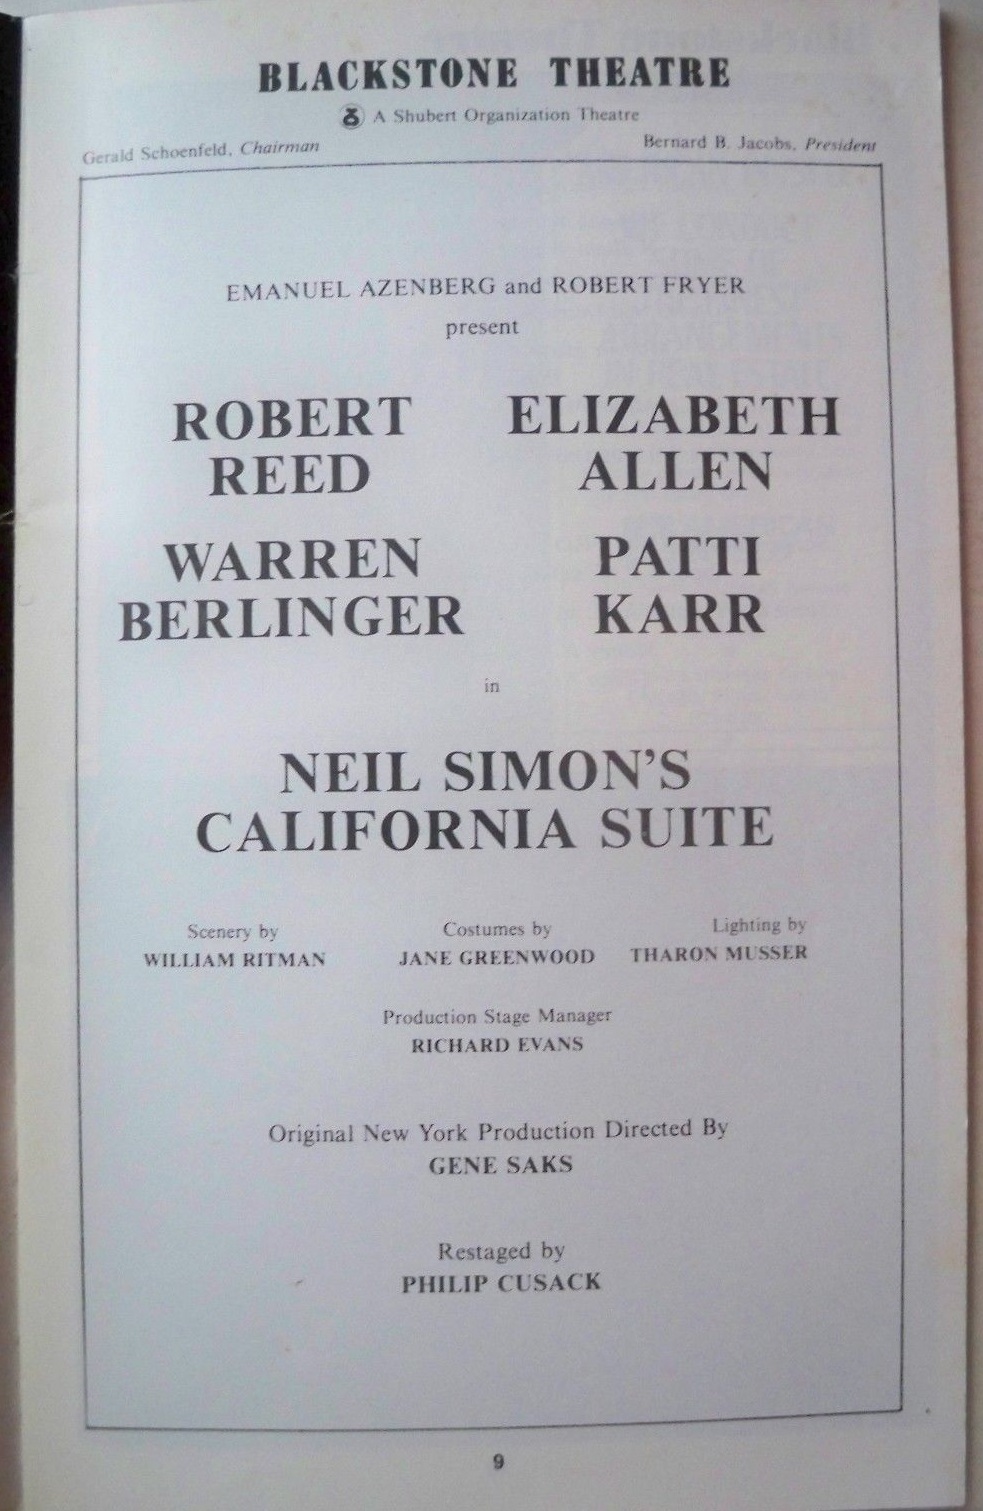 BLACKSTONE THEATRE
A Shubert Organization Theatre
Gerald Schoenfeld, Chairman
Bernard B. Jacobs, President
EMANUEL AZENBERG and ROBERT FRYER
present
ROBERT
REED
ELIZABETH
ALLEN
WARREN
BERLINGER
PATTI
KARR
in
NEIL SIMON'S
CALIFORNIA SUITE
Scenery by
WILLIAM RITMAN
Costumes by
JANE GREENWOOD
Lighting by
THARON MUSSER
Production Stage Manager
RICHARD EVANS
Original New York Production Directed By
GENE SAKS
Restaged by
PHILIP CUSACK
9